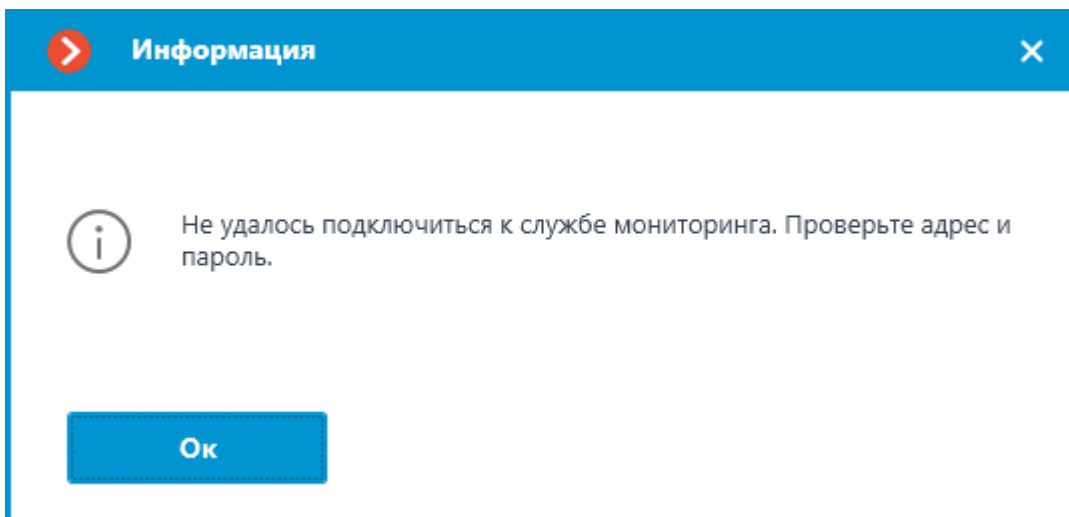 Информация
Не удалось подключиться к службе мониторинга. Проверьте адрес и
пароль.
Ок